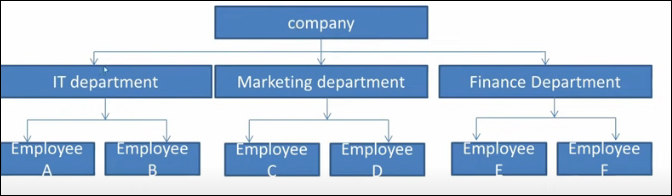 company
IT department
Marketing department
Finance Department
Employee
A
Employee
B
Employee
C
Employee
D
Employee
E
Employee
F